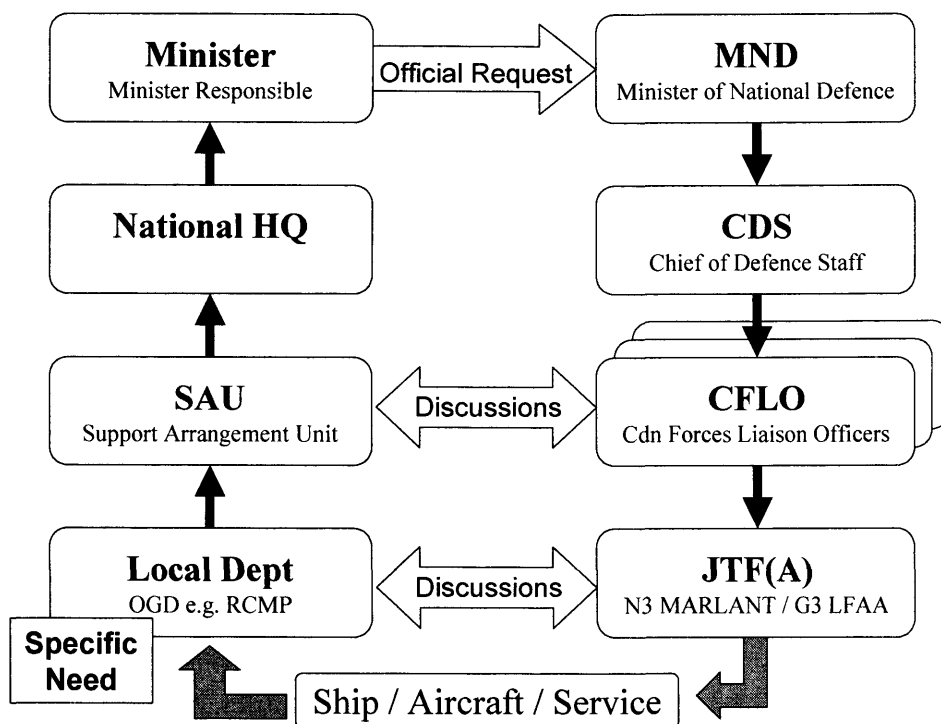 Minister
Minister Responsible
Official Request
MND
Minister of National Defence
National HQ
CDS
Chief of Defence Staff
SAU
Support Arrangement Unit
Discussions
CFLO
Cdn Forces Liaison Officers
Local Dept
OGD e.g. RCMP
Discussions
JTF(A)
N3 MARLANT / G3 LFAA
Specific
Need
Ship / Aircraft / Service